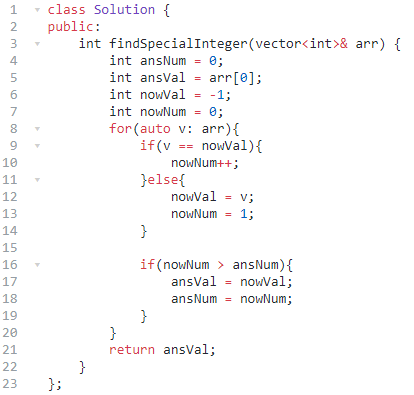 1 class Solution {
2 public:
3     int findSpecialInteger(vector<int>& arr) {
4         int ansNum = 0;
5         int ansVal = arr[0];
6         int nowVal = -1;
7         int nowNum = 0;
8         for(auto v: arr){
9             if(v == nowVal){
10                 nowNum++;
11             }else{
12                 nowVal = v;
13                 nowNum = 1;
14             }
15
16             if(nowNum > ansNum){
17                 ansVal = nowVal;
18                 ansNum = nowNum;
19             }
20         }
21         return ansVal;
22     }
23 };